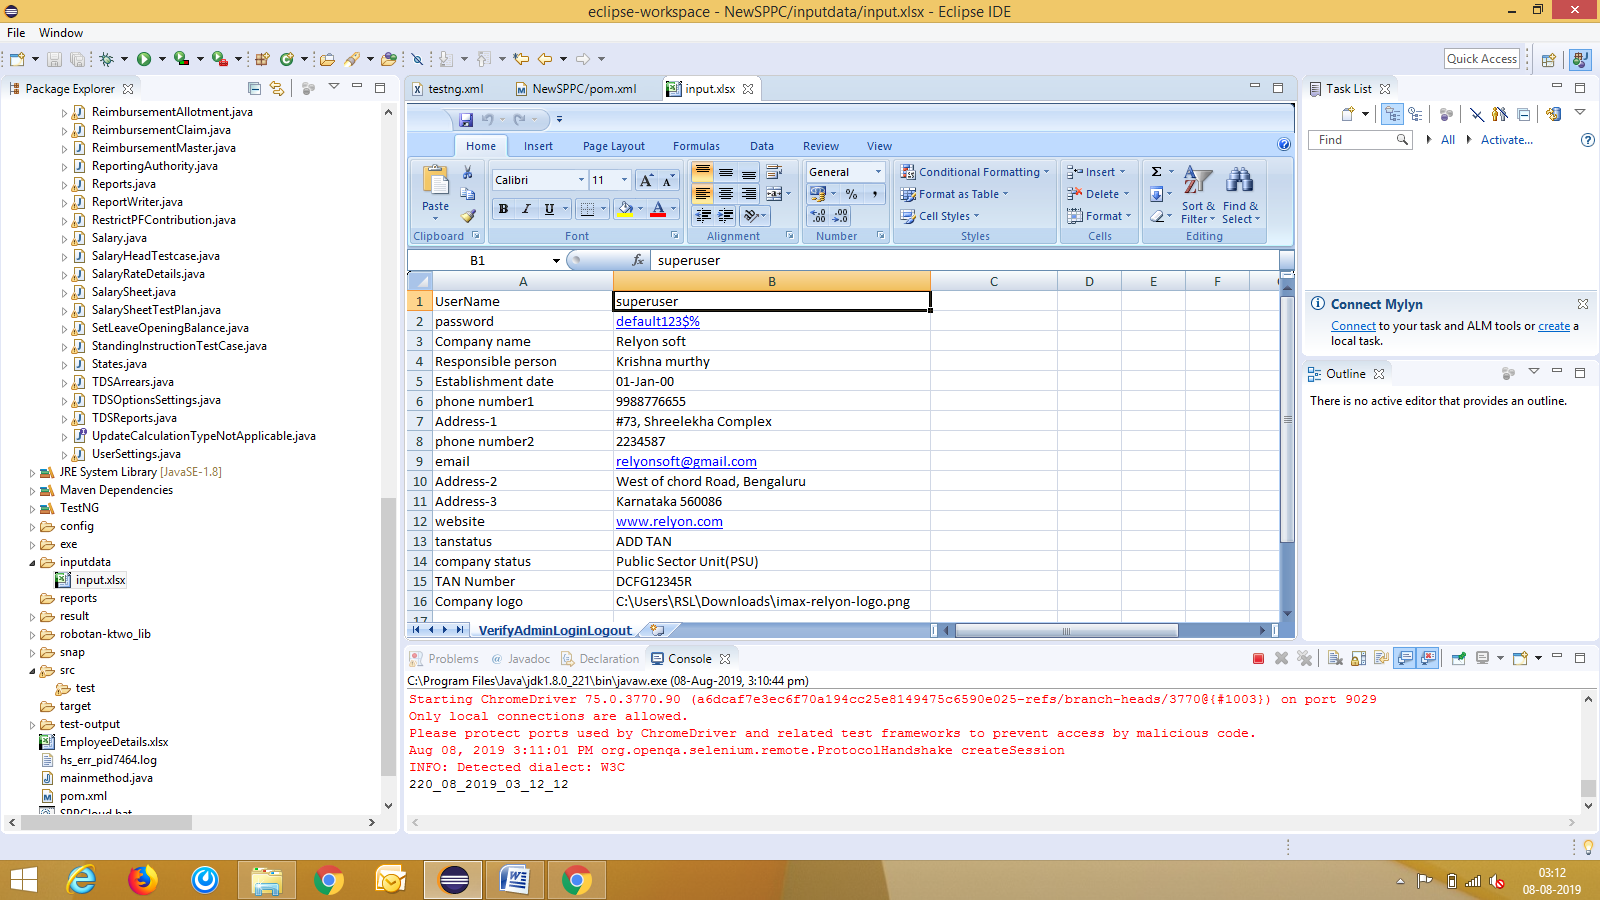 eclipse-workspace - NewSPPC/inputdata/input.xlsx - Eclipse IDE
File Window
Quick Access
Package Explorer
ReimbursementAllotment.java
ReimbursementClaim.java
ReimbursementMaster.java
ReportingAuthority.java
Reports.java
ReportWriter.java
RestrictPFContribution.java
Salary.java
SalaryHeadTestcase.java
SalaryRateDetails.java
SalarySheet.java
SalarySheetTestPlan.java
SetLeaveOpeningBalance.java
StandingInstructionTestCase.java
States.java
TDSArrears.java
TDSOptionsSettings.java
TDSReports.java
UpdateCalculationTypeNotApplicable.java
UserSettings.java
JRE System Library [JavaSE-1.8]
Maven Dependencies
TestNG
config
exe
inputdata
input.xlsx
reports
result
robotan-ktwo_lib
snap
src
test
target
test-output
EmployeeDetails.xlsx
hs_err_pid7464.log
mainmethod.java
pom.xml
SPPCloud.bat
testng.xml NewSPPC/pom.xml input.xlsx
Home Insert Page Layout Formulas Data Review View
Paste
Clipboard
Calibri 11
B I U
Font
Alignment
General
%
Number
Conditional Formatting
Format as Table
Cell Styles
Styles
Insert
Delete
Format
Cells
Sort & Filter
Find & Select
Editing
B1 fx superuser
A B C D E F
1 UserName superuser
2 password default123$%
3 Company name Relyon soft
4 Responsible person Krishna murthy
5 Establishment date 01-Jan-00
6 phone number1 9988776655
7 Address-1 #73, Shreelekha Complex
8 phone number2 2234587
9 email relyonsoft@gmail.com
10 Address-2 West of chord Road, Bengaluru
11 Address-3 Karnataka 560086
12 website www.relyon.com
13 tanstatus ADD TAN
14 company status Public Sector Unit(PSU)
15 TAN Number DCFG12345R
16 Company logo C:\Users\RSL\Downloads\imax-relyon-logo.png
17
VerifyAdminLoginLogout
Problems Javadoc Declaration Console
C:\Program Files\Java\jdk1.8.0_221\bin\javaw.exe (08-Aug-2019, 3:10:44 pm)
Starting ChromeDriver 75.0.3770.90 (a6dcaf7e3ec6f70a194cc25e8149475c6590e025-refs/branch-heads/3770@{#1003}) on port 9029
Only local connections are allowed.
Please protect ports used by ChromeDriver and related test frameworks to prevent access by malicious code.
Aug 08, 2019 3:11:01 PM org.openqa.selenium.remote.ProtocolHandshake createSession
INFO: Detected dialect: W3C
220_08_2019_03_12_12
Task List
Find All Activate...
Connect Mylyn
Connect to your task and ALM tools or create a
local task.
Outline
There is no active editor that provides an outline.
03:12
08-08-2019